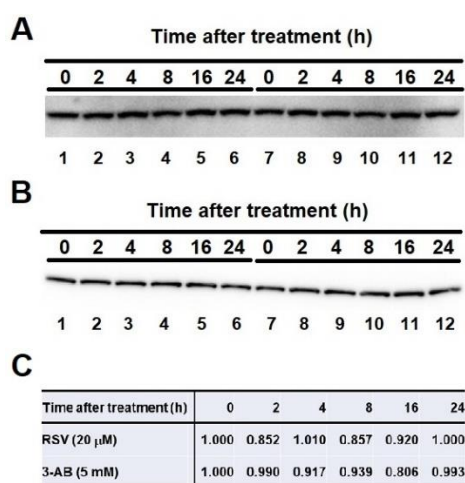 A
Time after treatment (h)
0 2 4 8 16 24 0 2 4 8 16 24
1 2 3 4 5 6 7 8 9 10 11 12
B
Time after treatment (h)
0 2 4 8 16 24 0 2 4 8 16 24
1 2 3 4 5 6 7 8 9 10 11 12
C
Time after treatment (h) 0 2 4 8 16 24
RSV (20 μM) 1.000 0.852 1.010 0.857 0.920 1.000
3-AB (5 mM) 1.000 0.990 0.917 0.939 0.806 0.993